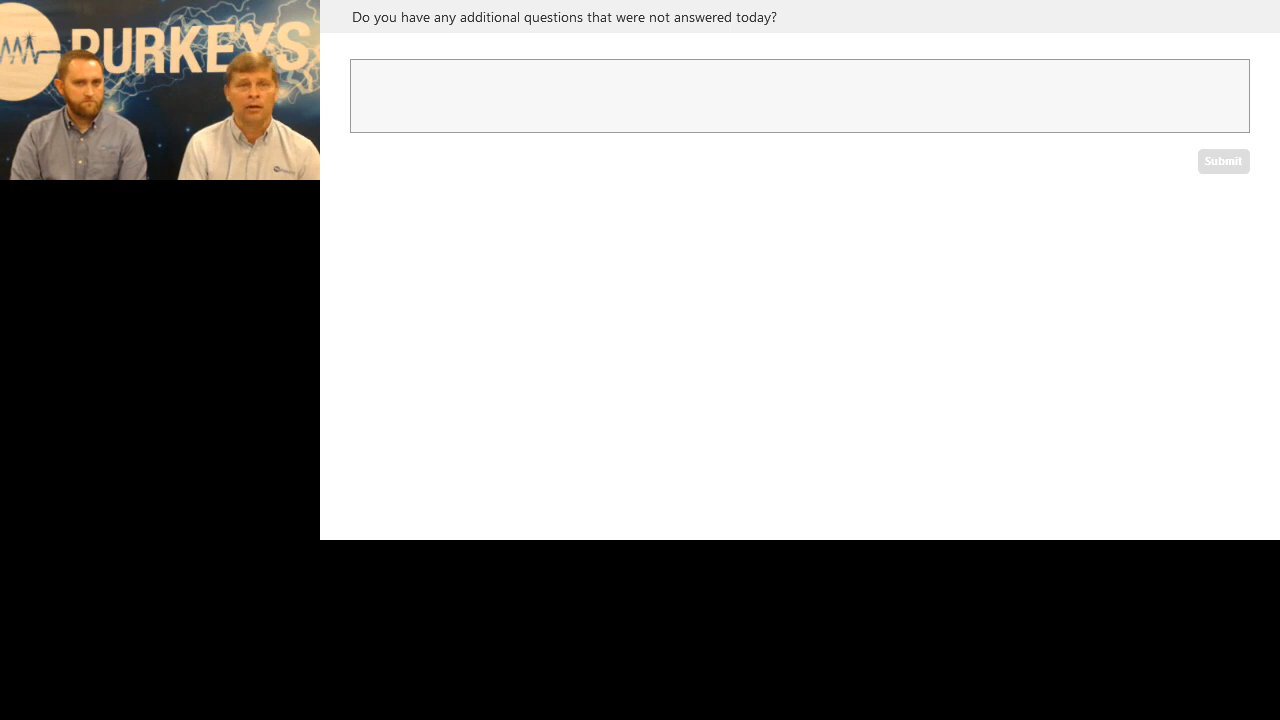 PURKEYS
Do you have any additional questions that were not answered today?
Submit